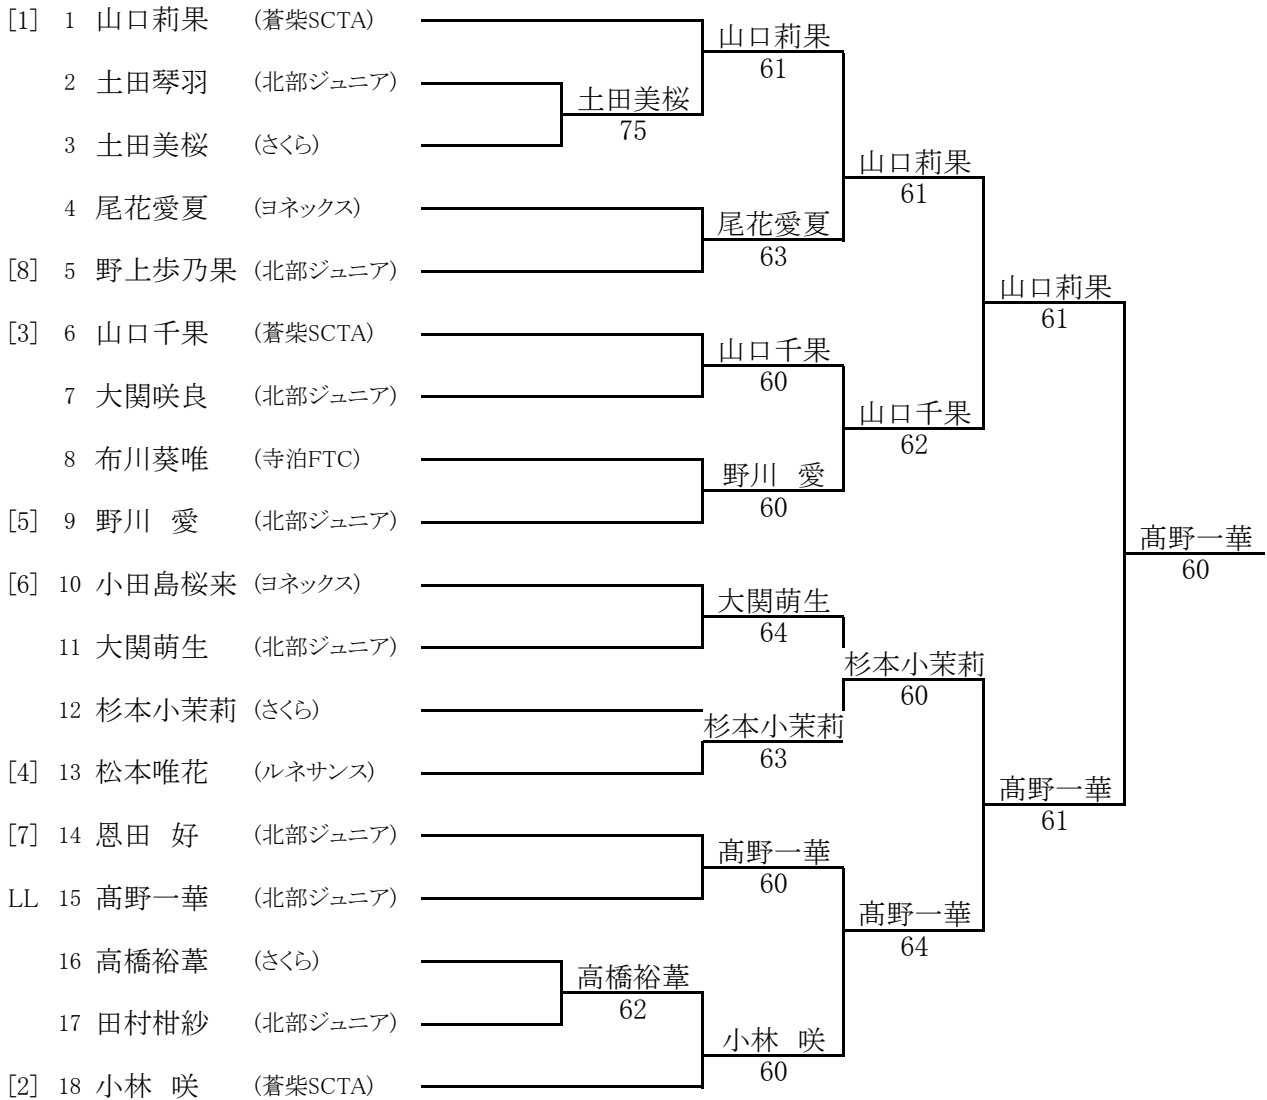 [1] 1 山口莉果 (蒼柴SCTA)
山口莉果
61
2 土田琴羽 (北部ジュニア)
土田美桜
75
3 土田美桜 (さくら)
山口莉果
61
4 尾花愛夏 (ヨネックス)
尾花愛夏
63
[8] 5 野上歩乃果 (北部ジュニア)
山口莉果
61
[3] 6 山口千果 (蒼柴SCTA)
山口千果
60
7 大関咲良 (北部ジュニア)
山口千果
62
8 布川葵唯 (寺泊FTC)
野川 愛
60
[5] 9 野川 愛 (北部ジュニア)
髙野一華
60
[6] 10 小田島桜来 (ヨネックス)
大関萌生
64
11 大関萌生 (北部ジュニア)
杉本小茉莉
60
12 杉本小茉莉 (さくら)
杉本小茉莉
63
[4] 13 松本唯花 (ルネサンス)
髙野一華
61
[7] 14 恩田 好 (北部ジュニア)
髙野一華
60
LL 15 髙野一華 (北部ジュニア)
髙野一華
64
16 高橋裕葦 (さくら)
高橋裕葦
62
17 田村柑紗 (北部ジュニア)
小林 咲
60
[2] 18 小林 咲 (蒼柴SCTA)